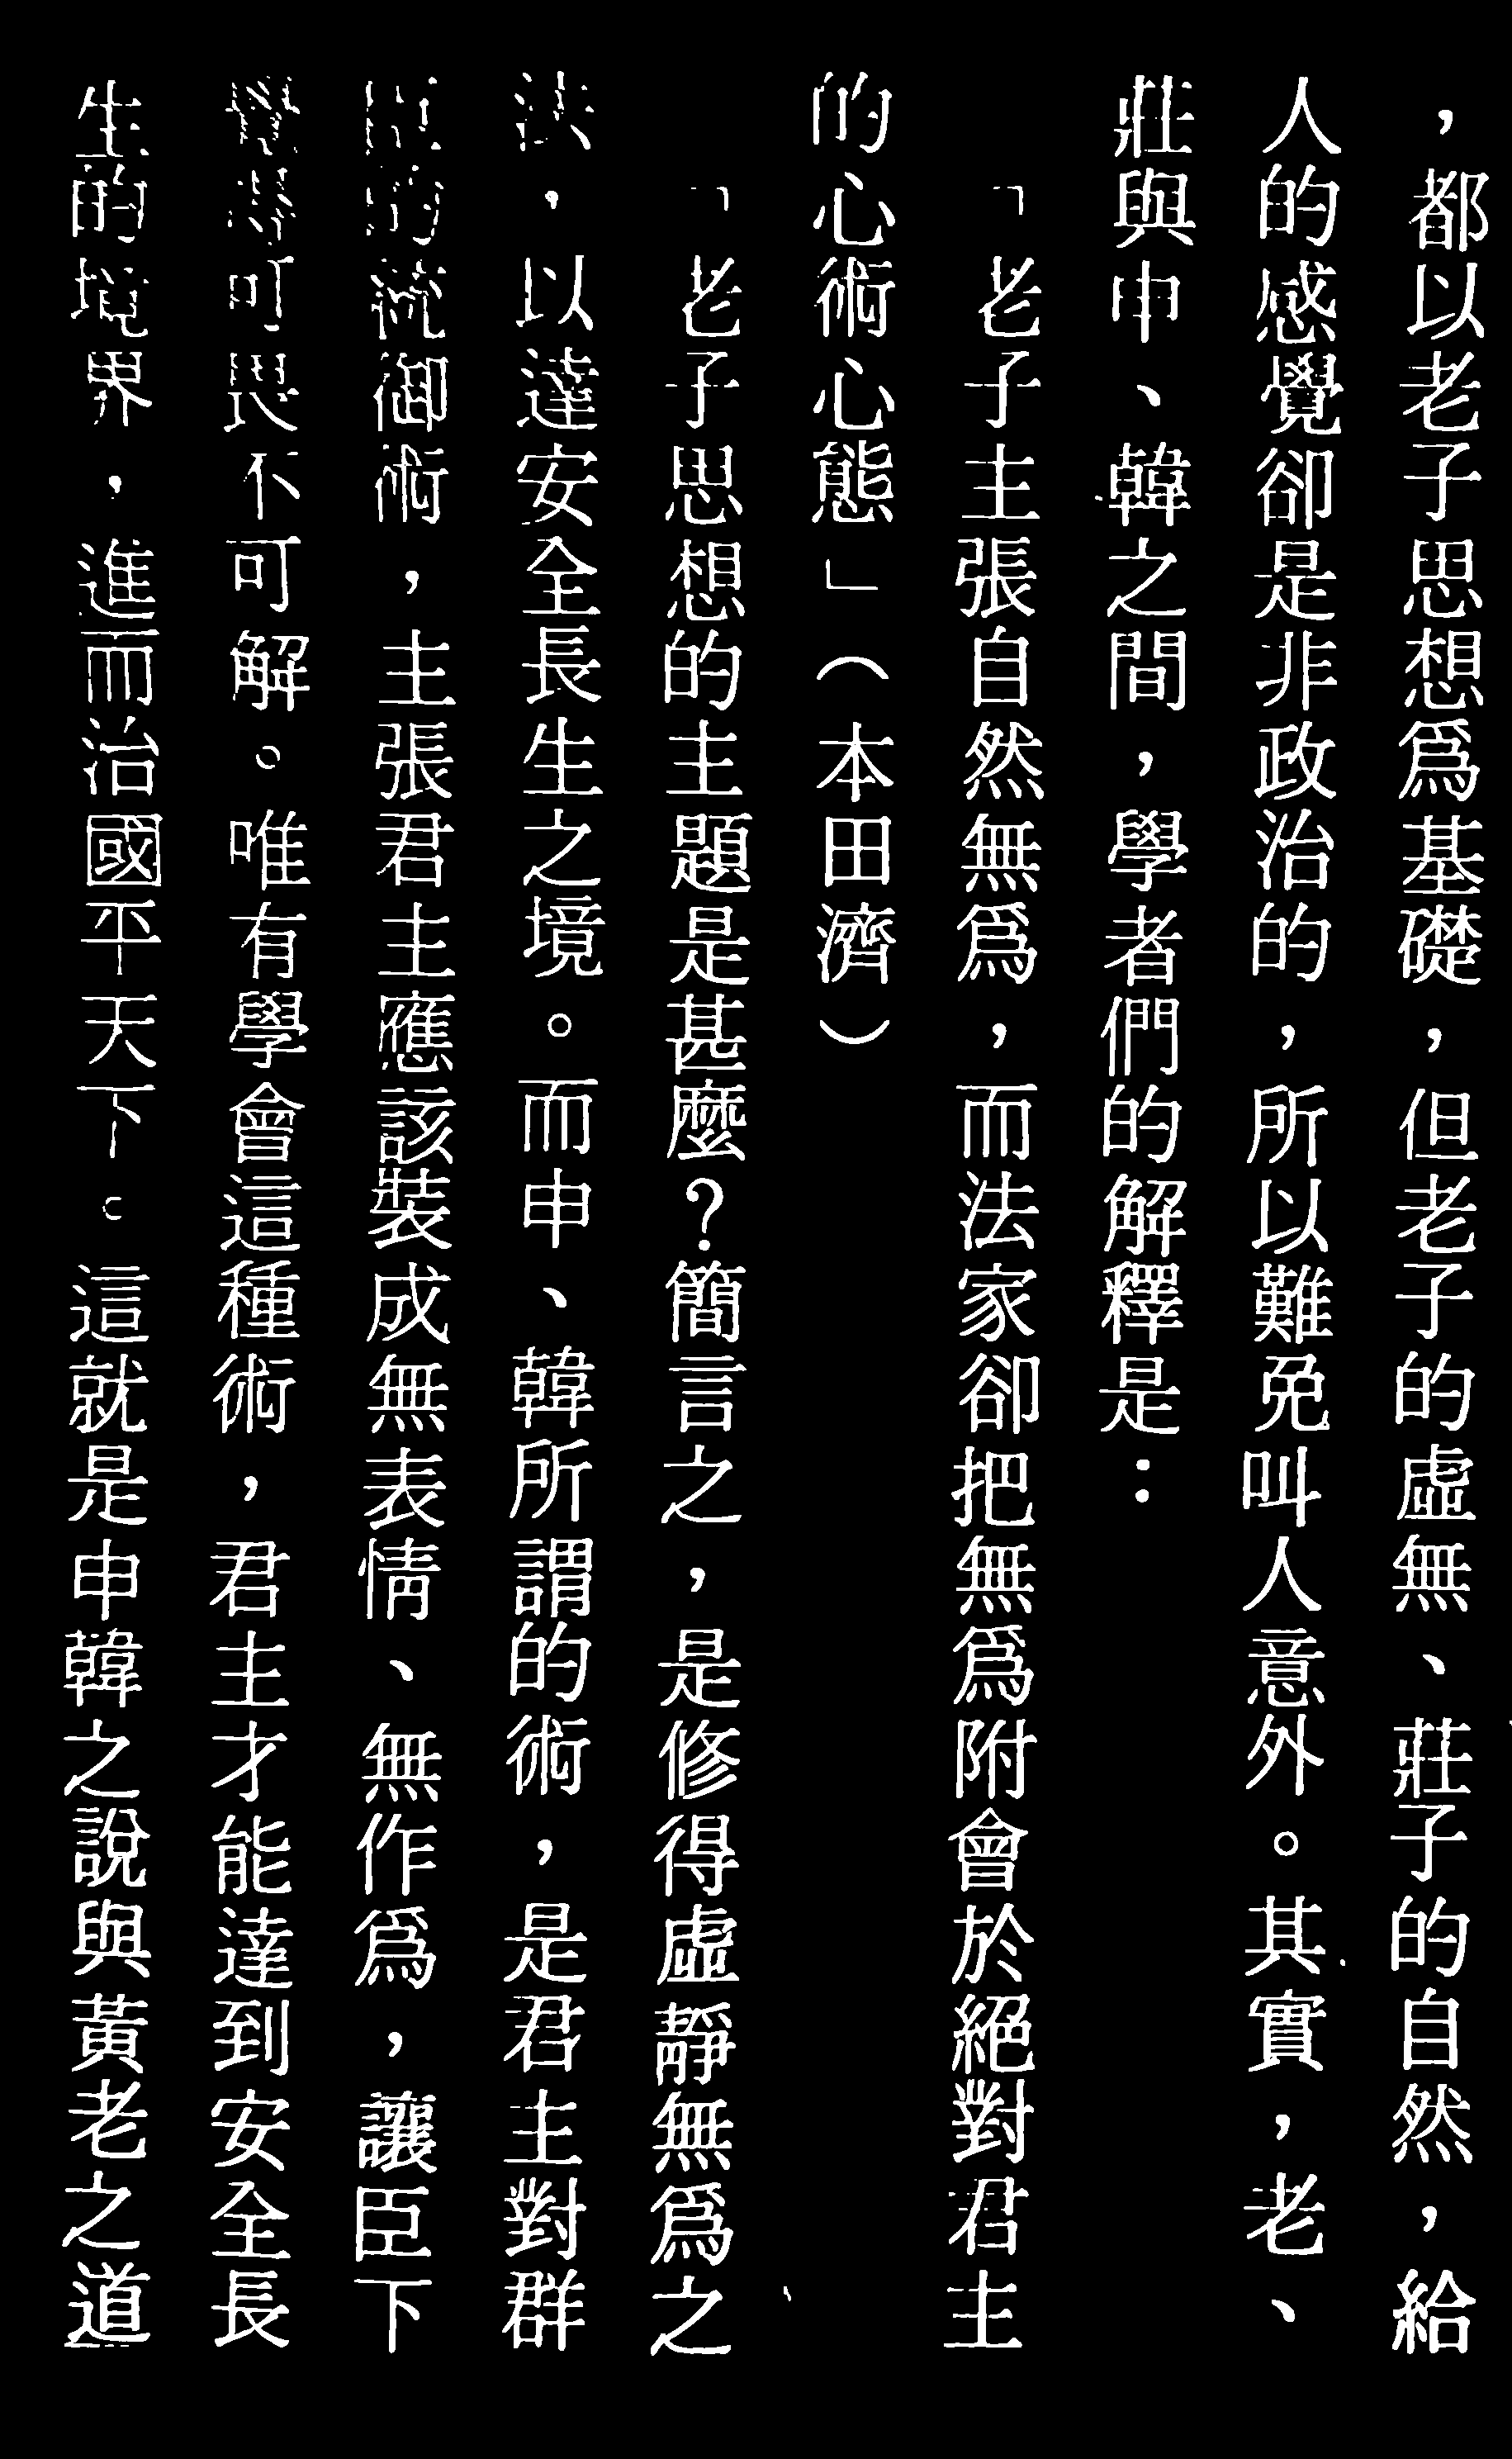 ，都以老子思想爲基礎，但老子的虛無、莊子的自然，給
人的感覺卻是非政治的，所以難免叫人意外。其實，老、
莊與申、韓之間，學者們的解釋是：
「老子主張自然無爲，而法家卻把無爲附會於絕對君主
的心術心態」（本田濟）
「老子思想的主題是甚麼？簡言之，是修得虛靜無爲之
法，以達安全長生之境。而申、韓所謂的術，是君主對群
臣的統御術，主張君主應該裝成無表情、無作爲，讓臣下
覺得可畏不可解。唯有學會這種術，君主才能達到安全長
生的境界，進而治國平天下。這就是申韓之說與黃老之道